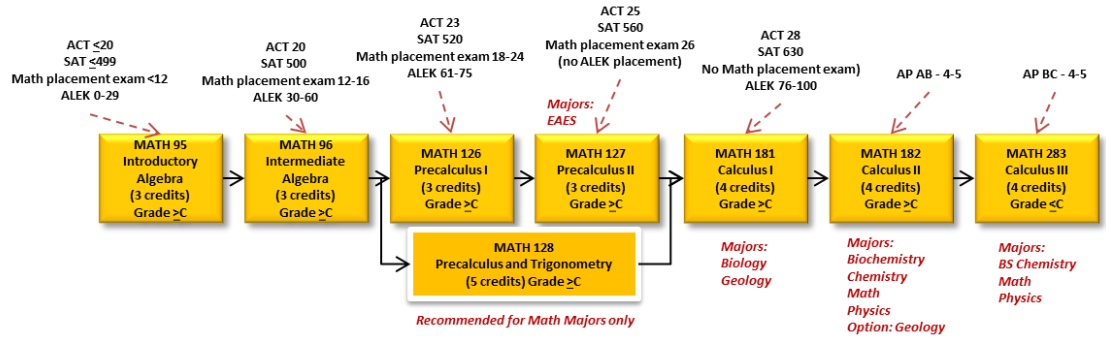 ACT ≤20
SAT ≤499
Math placement exam <12
ALEK 0-29
ACT 20
SAT 500
Math placement exam 12-16
ALEK 30-60
ACT 23
SAT 520
Math placement exam 18-24
ALEK 61-75
ACT 25
SAT 560
Math placement exam 26
(no ALEK placement)
ACT 28
SAT 630
No Math placement exam)
ALEK 76-100
AP AB - 4-5
AP BC - 4-5
Majors:
EAES
MATH 95
Introductory
Algebra
(3 credits)
Grade ≥C
MATH 96
Intermediate
Algebra
(3 credits)
Grade ≥C
MATH 126
Precalculus I
(3 credits)
Grade ≥C
MATH 127
Precalculus II
(3 credits)
Grade ≥C
MATH 181
Calculus I
(4 credits)
Grade ≥C
MATH 182
Calculus II
(4 credits)
Grade ≥C
MATH 283
Calculus III
(4 credits)
Grade ≤C
MATH 128
Precalculus and Trigonometry
(5 credits) Grade ≥C
Recommended for Math Majors only
Majors:
Biology
Geology
Majors:
Biochemistry
Chemistry
Math
Physics
Option: Geology
Majors:
BS Chemistry
Math
Physics